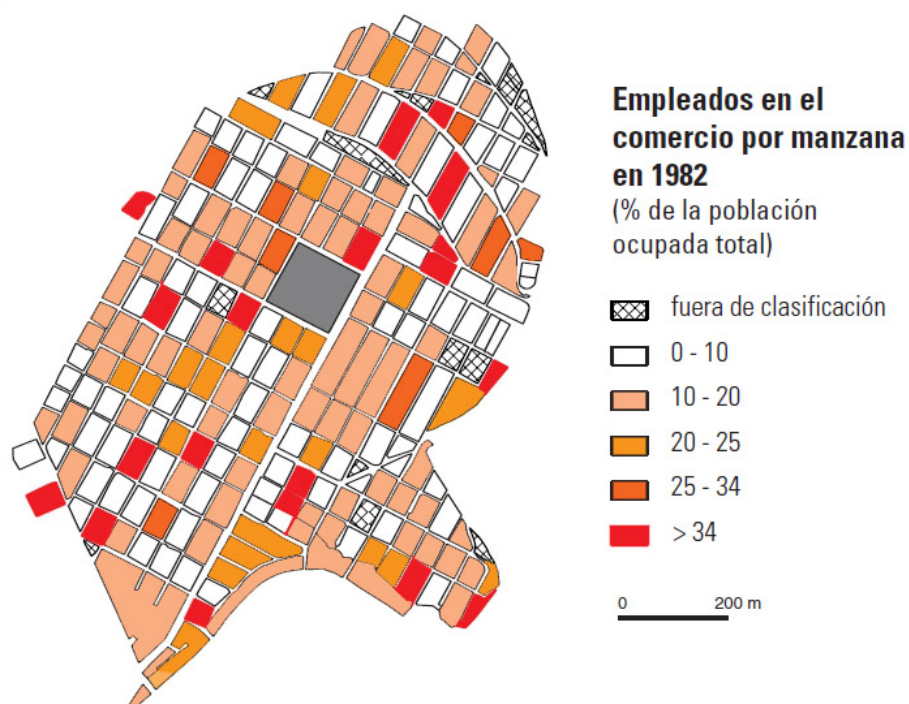 Empleados en el
comercio por manzana
en 1982
(% de la población
ocupada total)
fuera de clasificación
0 - 10
10 - 20
20 - 25
25 - 34
> 34
0 200 m